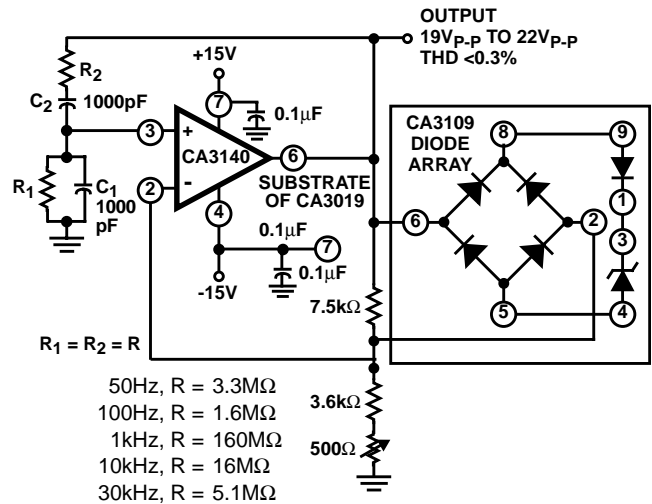 OUTPUT
19VP-P TO 22VP-P
THD <0.3%
+15V
R2
C2 1000pF
7
0.1μF
CA3109
DIODE
ARRAY
8
9
3
+
CA3140
6
SUBSTRATE
OF CA3019
R1
C1
1000
pF
2
-
4
0.1μF
7
0.1μF
-15V
6
2
1
3
5
4
7.5kΩ
R1 = R2 = R
50Hz, R = 3.3MΩ
100Hz, R = 1.6MΩ
1kHz, R = 160MΩ
10kHz, R = 16MΩ
30kHz, R = 5.1MΩ
3.6kΩ
500Ω